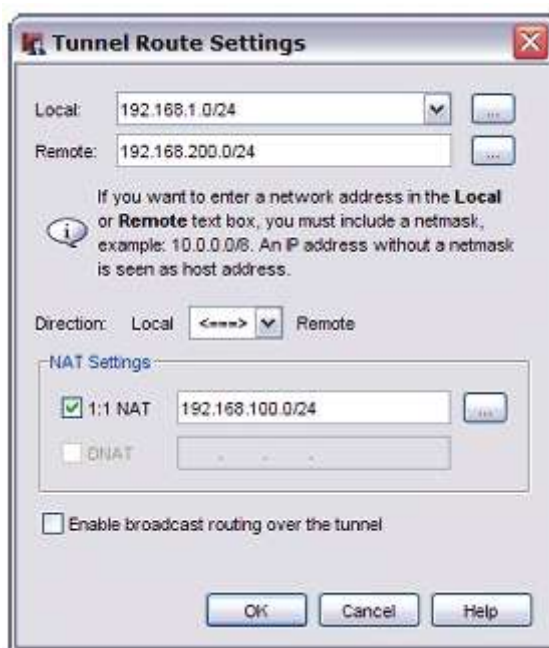 Tunnel Route Settings
Local: 192.168.1.0/24 ...
Remote: 192.168.200.0/24 ...
If you want to enter a network address in the Local
or Remote text box, you must include a netmask,
example: 10.0.0.0/8. An IP address without a netmask
is seen as host address.
Direction: Local <===> Remote
NAT Settings
1:1 NAT 192.168.100.0/24 ...
DNAT . . .
Enable broadcast routing over the tunnel
OK Cancel Help